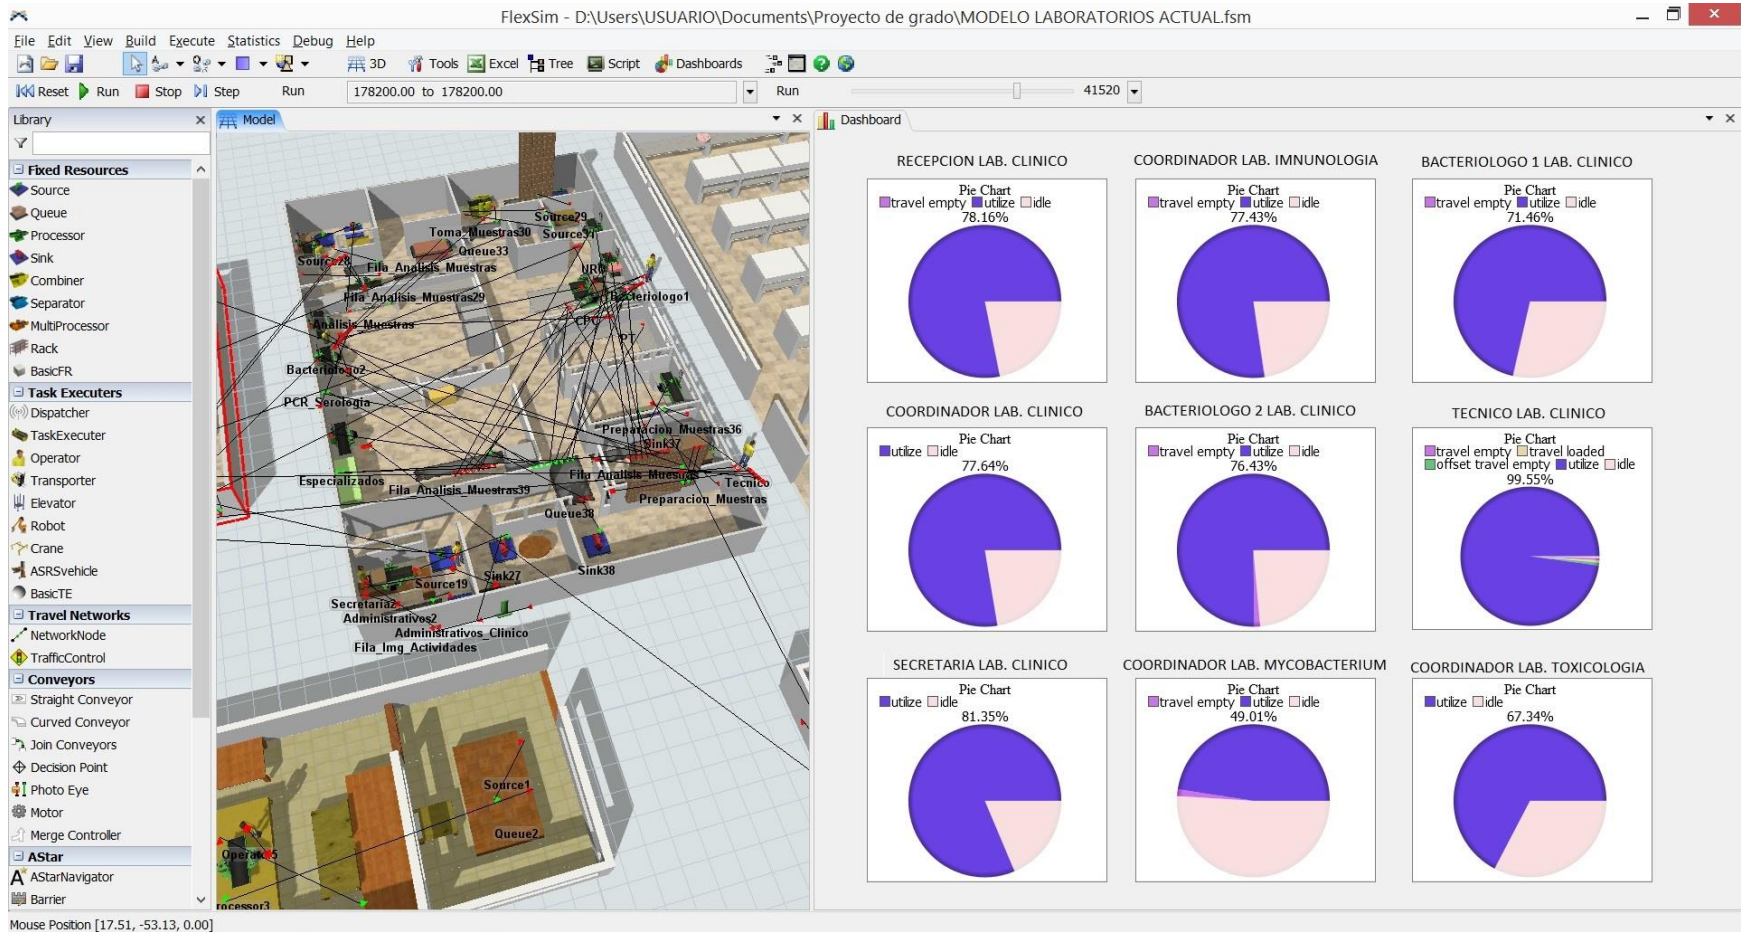 FlexSim - D:\Users\USUARIO\Documents\Proyecto de grado\MODELO LABORATORIOS ACTUAL.fsm
File Edit View Build Execute Statistics Debug Help
3D Tools Excel Tree Script Dashboards
Reset Run Stop Step Run 178200.00 to 178200.00 Run 41520
Library
Fixed Resources
Source
Queue
Processor
Sink
Combiner
Separator
MultiProcessor
Rack
BasicFR
Task Executers
Dispatcher
TaskExecuter
Operator
Transporter
Elevator
Robot
Crane
ASRSvehicle
BasicTE
Travel Networks
NetworkNode
TrafficControl
Conveyors
Straight Conveyor
Curved Conveyor
Join Conveyors
Decision Point
Photo Eye
Motor
Merge Controller
AStar
AStarNavigator
Barrier
Model
Source29
Toma_Muestras30 Source31
Queue33
Source28
Fila_Analisis_Muestras
Fila_Analisis_Muestras29
Bacteriologo1
Analisis_Muestras
CPC
PT
Bacteriologo2
PCR_Serologia
Preparacion_Muestras36
Sink37
Especializados
Fila_Analisis_Muestras
Tecnico
Fila_Analisis_Muestras39
Preparacion_Muestras
Queue38
Sink38
Sink27
Source19
Secretaria2
Administrativos2
Administrativos_Clinico
Fila_Img_Actividades
Source1
Queue2
Dashboard
RECEPCION LAB. CLINICO
Pie Chart
travel empty utilize idle
78.16%
COORDINADOR LAB. IMNUNOLOGIA
Pie Chart
travel empty utilize idle
77.43%
BACTERIOLOGO 1 LAB. CLINICO
Pie Chart
travel empty utilize idle
71.46%
COORDINADOR LAB. CLINICO
Pie Chart
utilize idle
77.64%
BACTERIOLOGO 2 LAB. CLINICO
Pie Chart
travel empty utilize idle
76.43%
TECNICO LAB. CLINICO
Pie Chart
travel empty travel loaded
offset travel empty utilize idle
99.55%
SECRETARIA LAB. CLINICO
Pie Chart
utilize idle
81.35%
COORDINADOR LAB. MYCOBACTERIUM
Pie Chart
travel empty utilize idle
49.01%
COORDINADOR LAB. TOXICOLOGIA
Pie Chart
utilize idle
67.34%
Mouse Position [17.51, -53.13, 0.00]